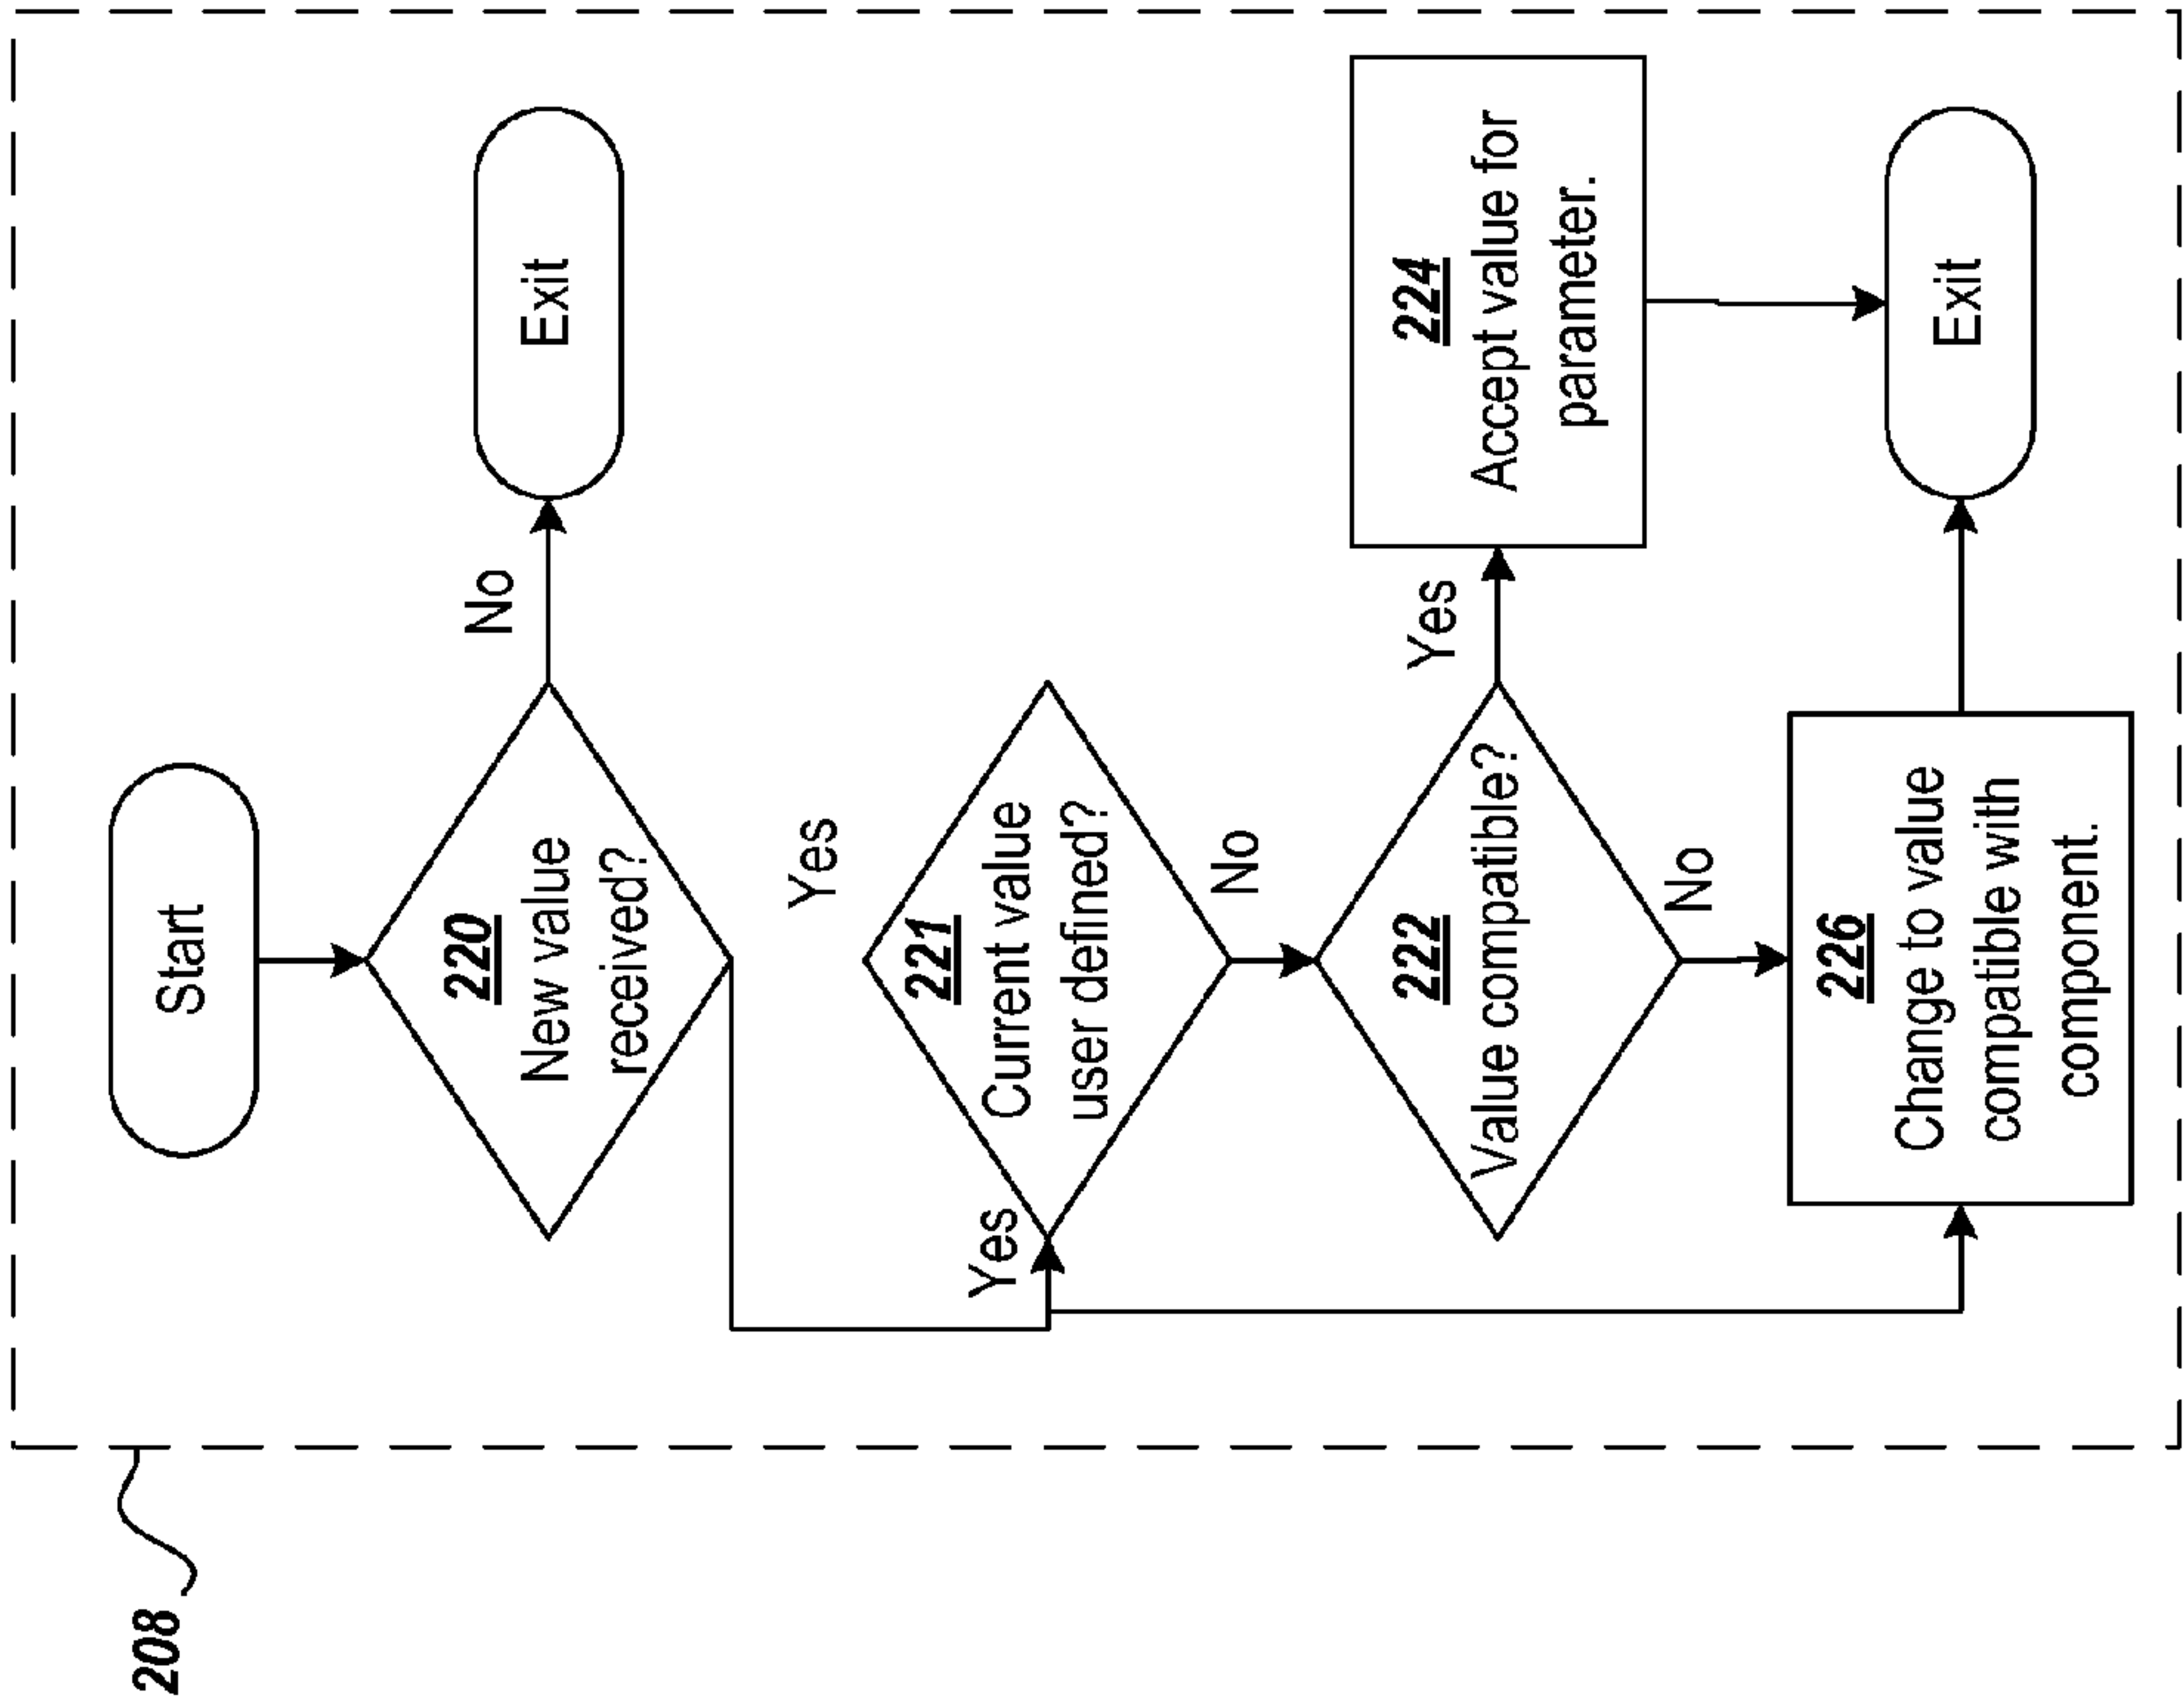 208
Start
220
New value
received?
No
Exit
Yes
221
Current value
user defined?
Yes
No
222
Value compatible?
Yes
224
Accept value for
parameter.
No
226
Change to value
compatible with
component.
Exit